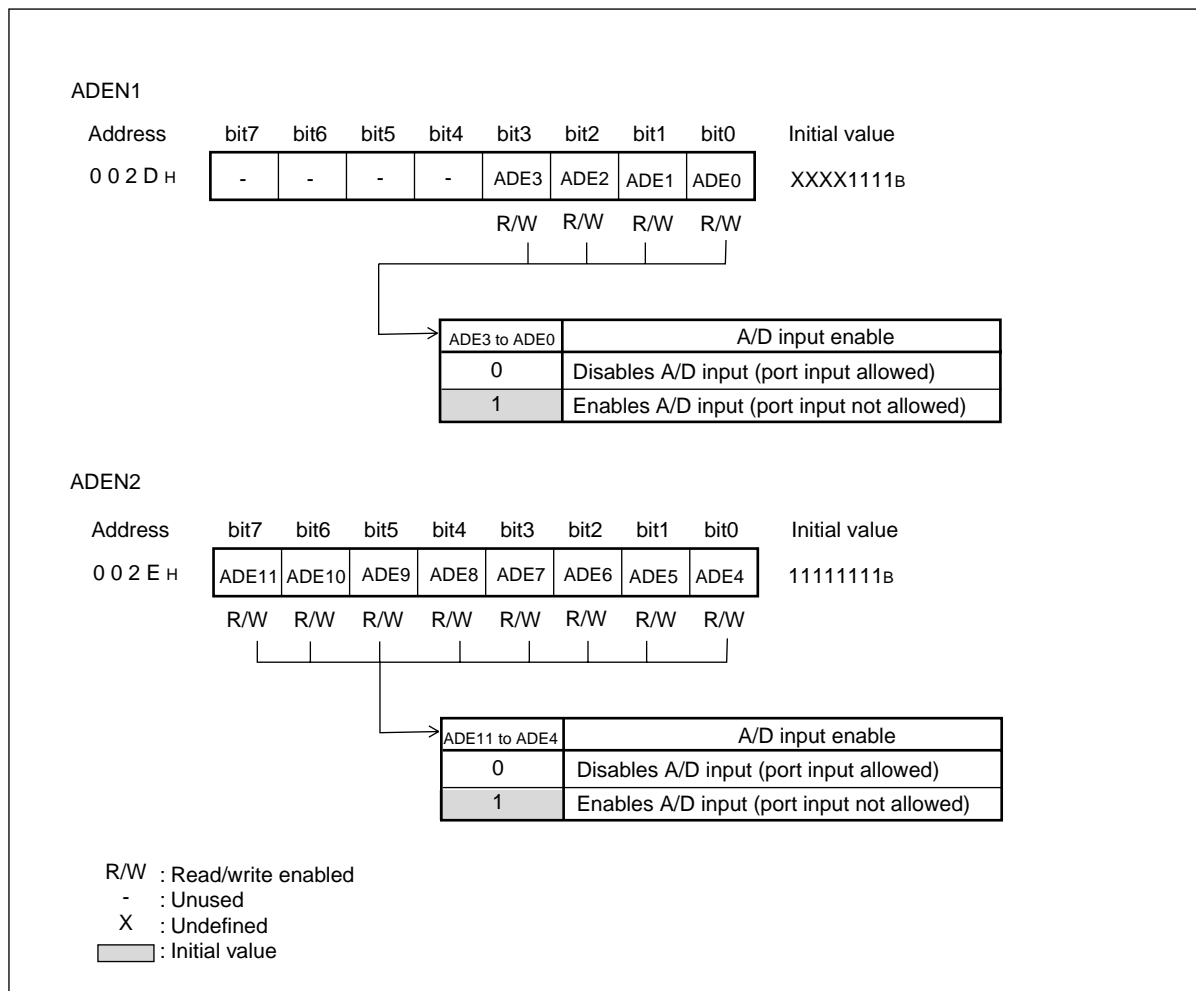 ADEN1
Address bit7 bit6 bit5 bit4 bit3 bit2 bit1 bit0 Initial value
002DH - - - - ADE3 ADE2 ADE1 ADE0 XXXX1111B
R/W R/W R/W R/W
ADE3 to ADE0 A/D input enable
0 Disables A/D input (port input allowed)
1 Enables A/D input (port input not allowed)
ADEN2
Address bit7 bit6 bit5 bit4 bit3 bit2 bit1 bit0 Initial value
002EH ADE11 ADE10 ADE9 ADE8 ADE7 ADE6 ADE5 ADE4 11111111B
R/W R/W R/W R/W R/W R/W R/W R/W
ADE11 to ADE4 A/D input enable
0 Disables A/D input (port input allowed)
1 Enables A/D input (port input not allowed)
R/W : Read/write enabled
- : Unused
X : Undefined
: Initial value